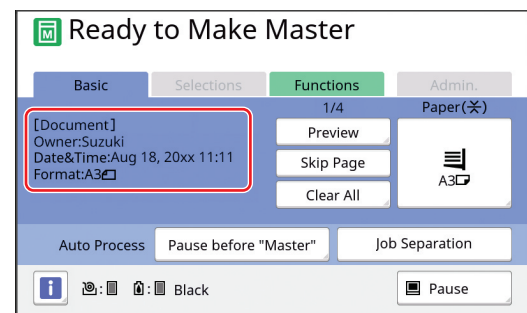 Ready to Make Master
Basic
Selections
Functions
Admin.
[Document]
Owner:Suzuki
Date&Time:Aug 18, 20xx 11:11
Format:A3
1/4
Preview
Skip Page
Clear All
Paper(
)
A3
Auto Process
Pause before "Master"
Job Separation
i
:
:
Black
Pause